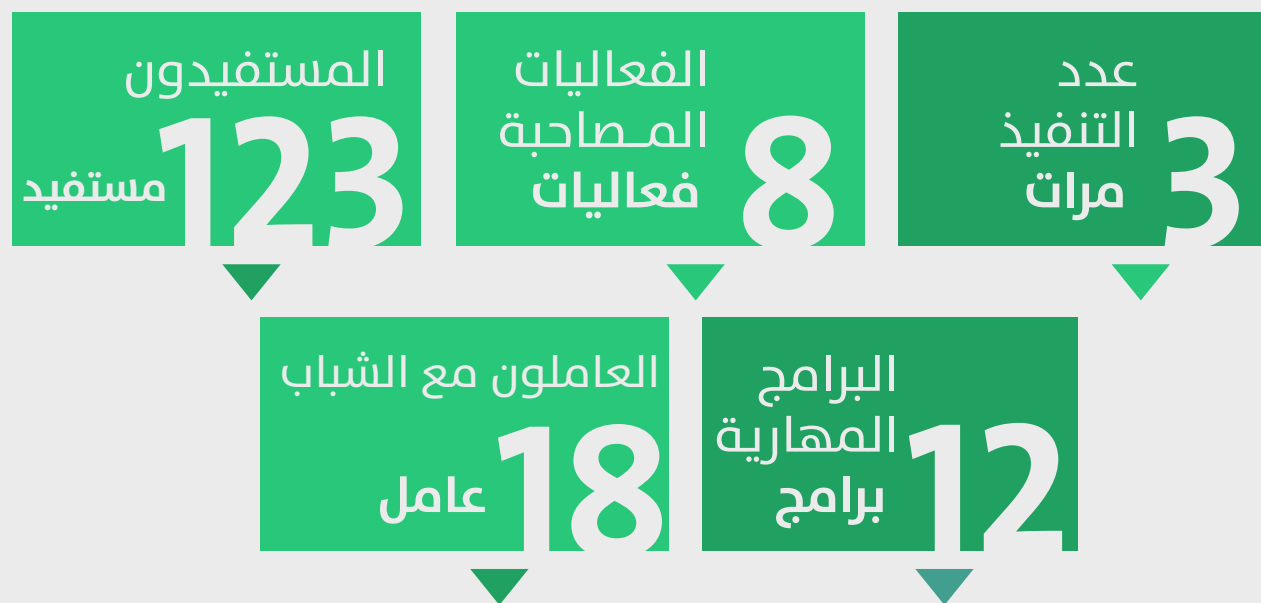 عدد
التنفيذ
3 مرات
الفعاليات
المـصاحبة
8 فعاليات
المستفيدون
123 مستفيد
البرامج
المهارية
12 برامج
العاملون مع الشباب
18 عامل